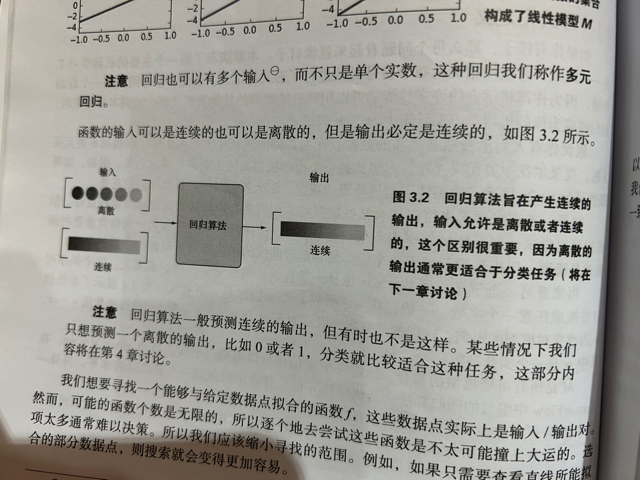 0
-1.0 -0.5 0.0 0.5 1.0
-1.0 -0.5 0.0 0.5 1.0
-1.0 -0.5 0.0 0.5 1.0
的集合
构成了线性模型 M
注意 回归也可以有多个输入⊖,而不只是单个实数,这种回归我们称作多元
回归。
函数的输入可以是连续的也可以是离散的,但是输出必定是连续的,如图 3.2 所示。
输入
离散
连续
回归算法
输出
连续
图 3.2 回归算法旨在产生连续的
输出,输入允许是离散或者连续
的,这个区别很重要,因为离散的
输出通常更适合于分类任务(将在
下一章讨论)
注意 回归算法一般预测连续的输出,但有时也不是这样。某些情况下我们
只想预测一个离散的输出,比如 0 或者 1,分类就比较适合这种任务,这部分内
容将在第 4 章讨论。
我们想要寻找一个能够与给定数据点拟合的函数 f,这些数据点实际上是输入 / 输出对。
然而,可能的函数个数是无限的,所以逐个地去尝试这些函数是不太可能撞上大运的。选
项太多通常难以决策。所以我们应该缩小寻找的范围。例如,如果只需要查看直线所能拟
合的部分数据点,则搜索就会变得更加容易。